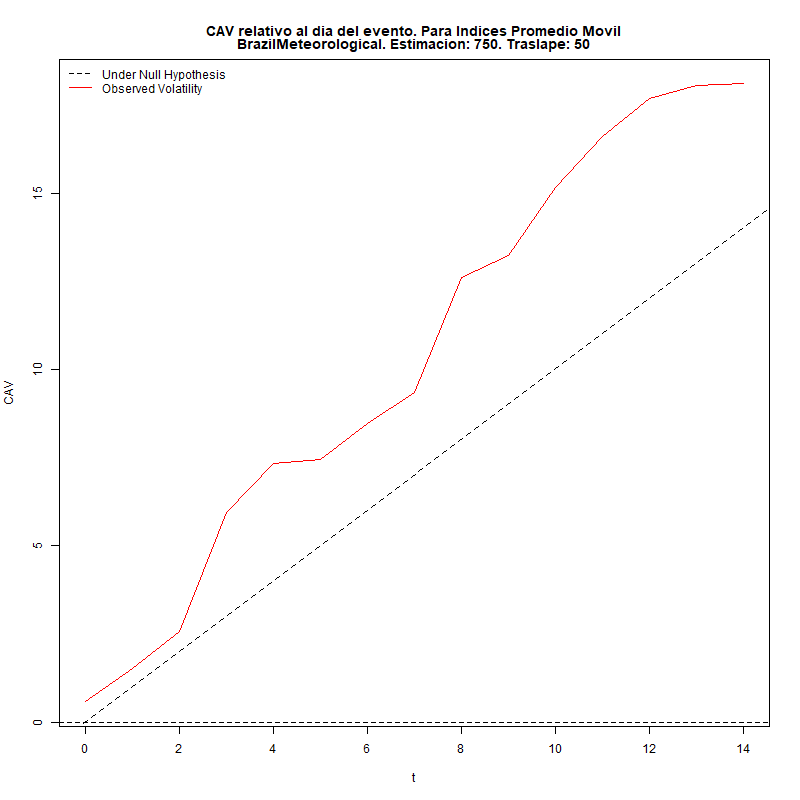 CAV relativo al dia del evento. Para Indices Promedio Movil
BrazilMeteorological. Estimacion: 750. Traslape: 50
Under Null Hypothesis
Observed Volatility
CAV
15
10
5
0
0 2 4 6 8 10 12 14
t